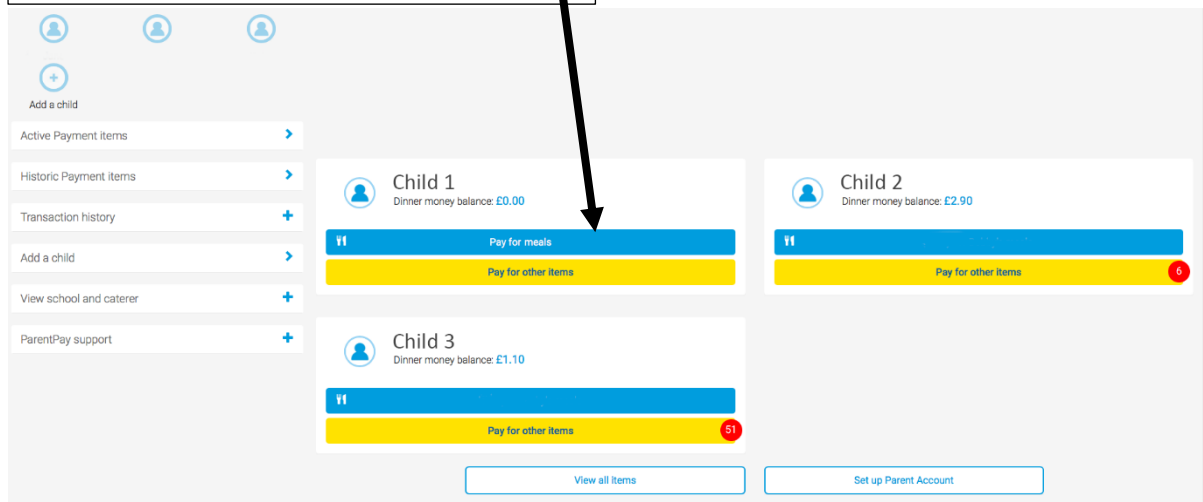 Add a child
Active Payment items
Historic Payment items
Transaction history
Add a child
View school and caterer
ParentPay support
Child 1
Dinner money balance: £0.00
Pay for meals
Pay for other items
Child 2
Dinner money balance: £2.90
Pay for other items
6
Child 3
Dinner money balance: £1.10
Pay for other items
51
View all items
Set up Parent Account